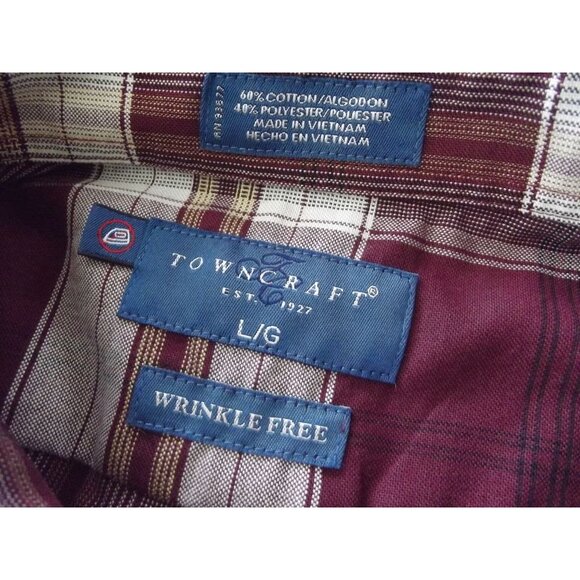 60% COTTON/ALGODON
40% POLYESTER/POLIESTER
MADE IN VIETNAM
HECHO EN VIETNAM
RN 93677
TOWNCRAFT®
EST. 1927
L/G
WRINKLE FREE